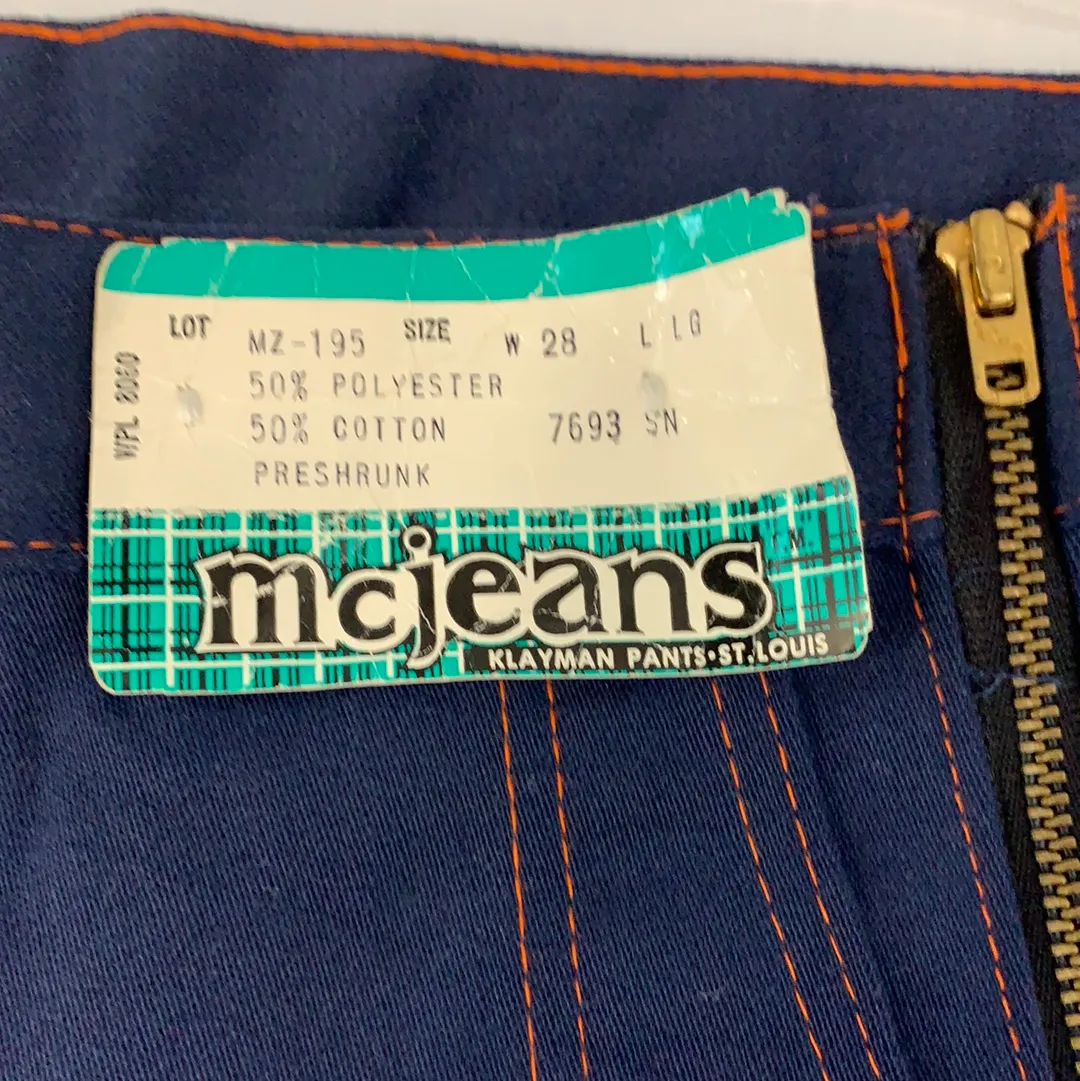 LOT MZ-195 SIZE W 28 L LG
WPL 8060
50% POLYESTER
50% COTTON 7693 SN
PRESHRUNK
mcjeans T.M.
KLAYMAN PANTS•ST.LOUIS